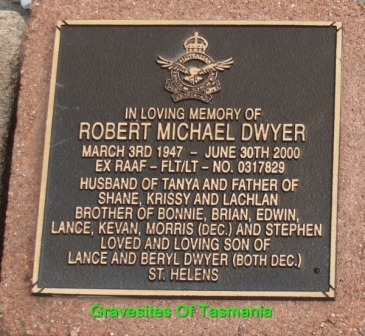 IN LOVING MEMORY OF
ROBERT MICHAEL DWYER
MARCH 3RD 1947 – JUNE 30TH 2000
EX RAAF – FLT/LT – NO. 0317829
HUSBAND OF TANYA AND FATHER OF
SHANE, KRISSY AND LACHLAN
BROTHER OF BONNIE, BRIAN, EDWIN,
LANCE, KEVAN, MORRIS (DEC.) AND STEPHEN
LOVED AND LOVING SON OF
LANCE AND BERYL DWYER (BOTH DEC.)
ST. HELENS
Gravesites Of Tasmania